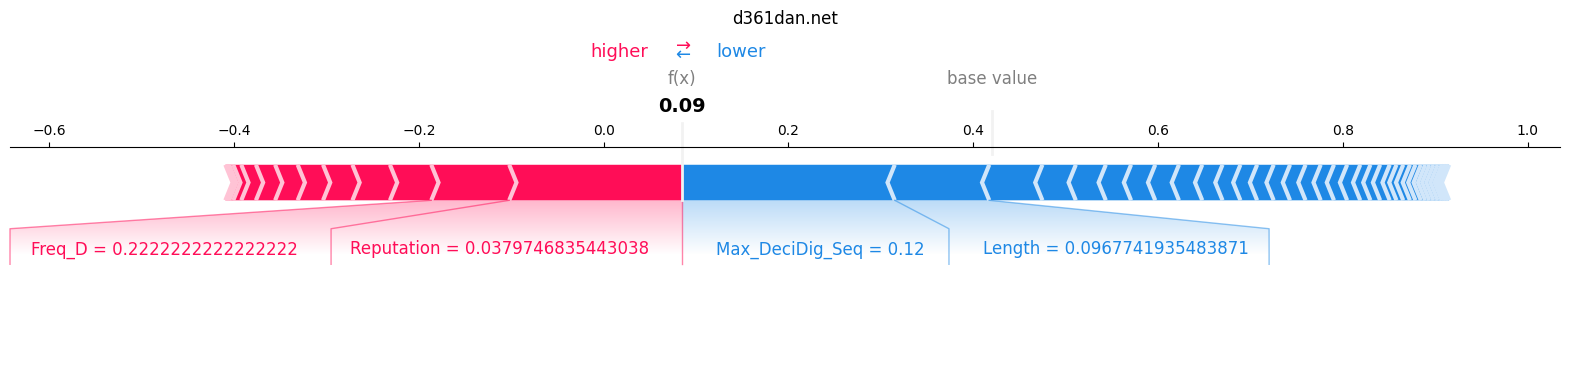 d361dan.net
higher ⇄ lower
f(x) base value
0.09
−0.6 −0.4 −0.2 0.0 0.2 0.4 0.6 0.8 1.0
Freq_D = 0.2222222222222222 Reputation = 0.0379746835443038 Max_DeciDig_Seq = 0.12 Length = 0.0967741935483871